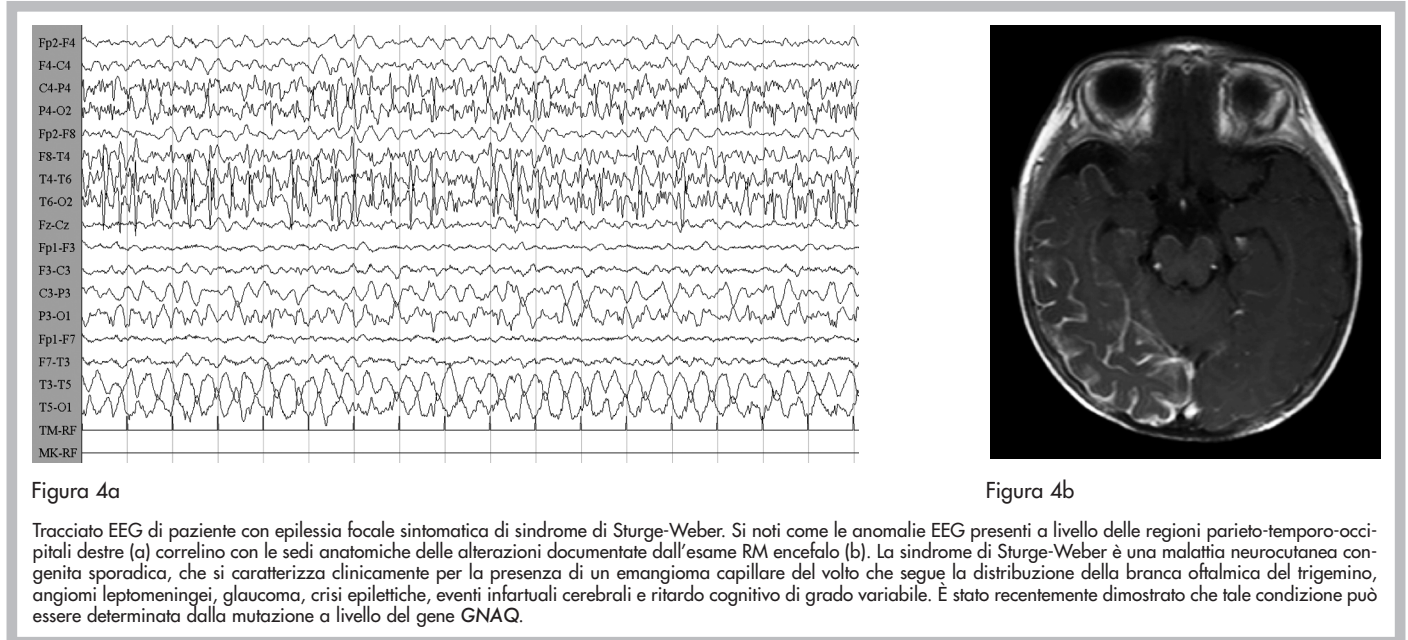 Fp2-F4
F4-C4
C4-P4
P4-O2
Fp2-F8
F8-T4
T4-T6
T6-O2
Fz-Cz
Fp1-F3
F3-C3
C3-P3
P3-O1
Fp1-F7
F7-T3
T3-T5
T5-O1
TM-RF
MK-RF
Figura 4a
Figura 4b
Tracciato EEG di paziente con epilessia focale sintomatica di sindrome di Sturge-Weber. Si noti come le anomalie EEG presenti a livello delle regioni parieto-temporo-occi-
pitali destre (a) correlino con le sedi anatomiche delle alterazioni documentate dall'esame RM encefalo (b). La sindrome di Sturge-Weber è una malattia neurocutanea con-
genita sporadica, che si caratterizza clinicamente per la presenza di un emangioma capillare del volto che segue la distribuzione della branca oftalmica del trigemino,
angiomi leptomeningei, glaucoma, crisi epilettiche, eventi infartuali cerebrali e ritardo cognitivo di grado variabile. È stato recentemente dimostrato che tale condizione può
essere determinata dalla mutazione a livello del gene GNAQ.